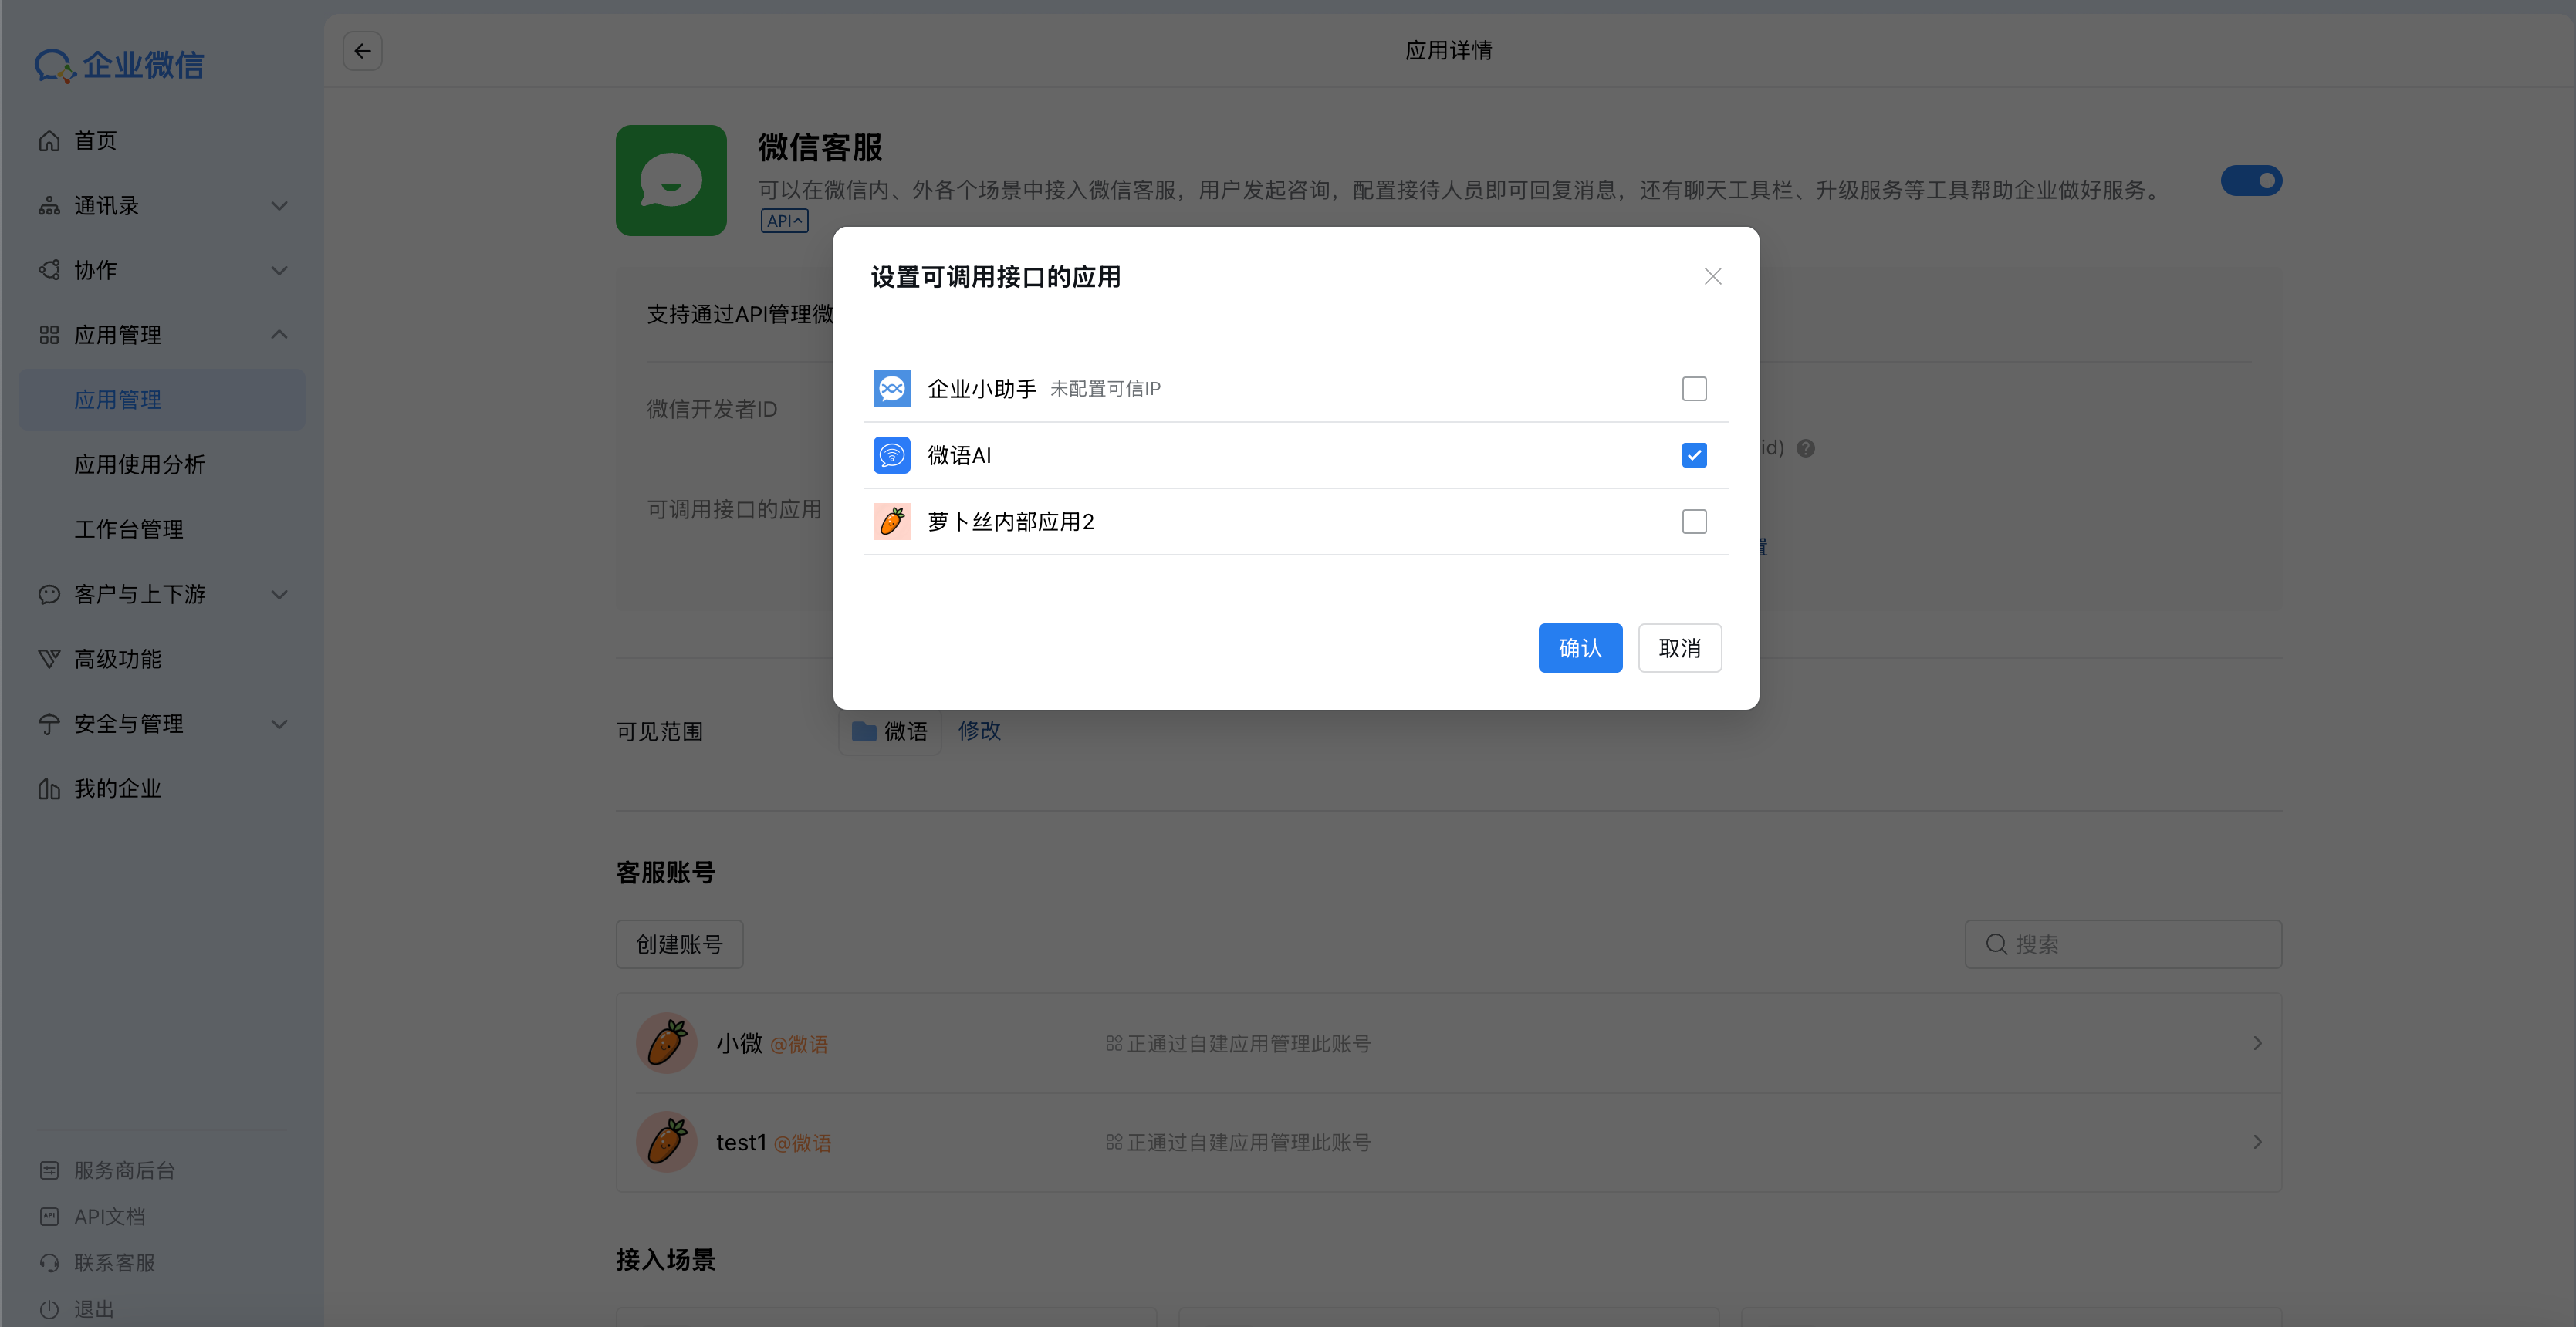 企业微信
首页
通讯录
协作
应用管理
应用管理
应用使用分析
工作台管理
客户与上下游
高级功能
安全与管理
我的企业
服务商后台
API文档
联系客服
退出
应用详情
微信客服
可以在微信内、外各个场景中接入微信客服，用户发起咨询，配置接待人员即可回复消息，还有聊天工具栏、升级服务等工具帮助企业做好服务。
API
支持通过API管理微
微信开发者ID
id)
可调用接口的应用
设置可调用接口的应用
企业小助手 未配置可信IP
微语AI
萝卜丝内部应用2
确认 取消
可见范围 微语 修改
客服账号
创建账号 搜索
小微 @微语 正通过自建应用管理此账号
test1 @微语 正通过自建应用管理此账号
接入场景